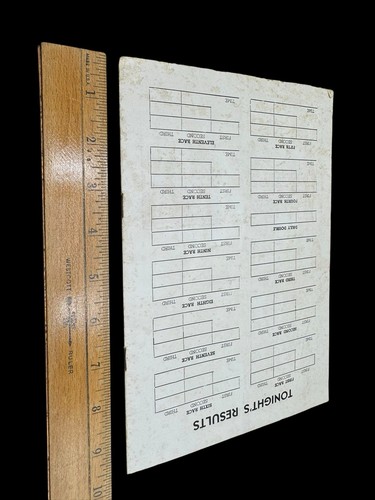 TONIGHT'S RESULTS
FIRST RACE
FIRST SECOND THIRD
TIME
SECOND RACE
FIRST SECOND THIRD
TIME
THIRD RACE
FIRST SECOND THIRD
TIME
DAILY DOUBLE
FOURTH RACE
FIRST SECOND THIRD
TIME
FIFTH RACE
FIRST SECOND THIRD
TIME
SIXTH RACE
FIRST SECOND THIRD
TIME
SEVENTH RACE
FIRST SECOND THIRD
TIME
EIGHTH RACE
FIRST SECOND THIRD
TIME
NINTH RACE
FIRST SECOND THIRD
TIME
TENTH RACE
FIRST SECOND THIRD
TIME
ELEVENTH RACE
FIRST SECOND THIRD
TIME
MADE IN U.S.A.
1
2
3
4
5
6
7
8
9
10
WESTCOTT
RULER